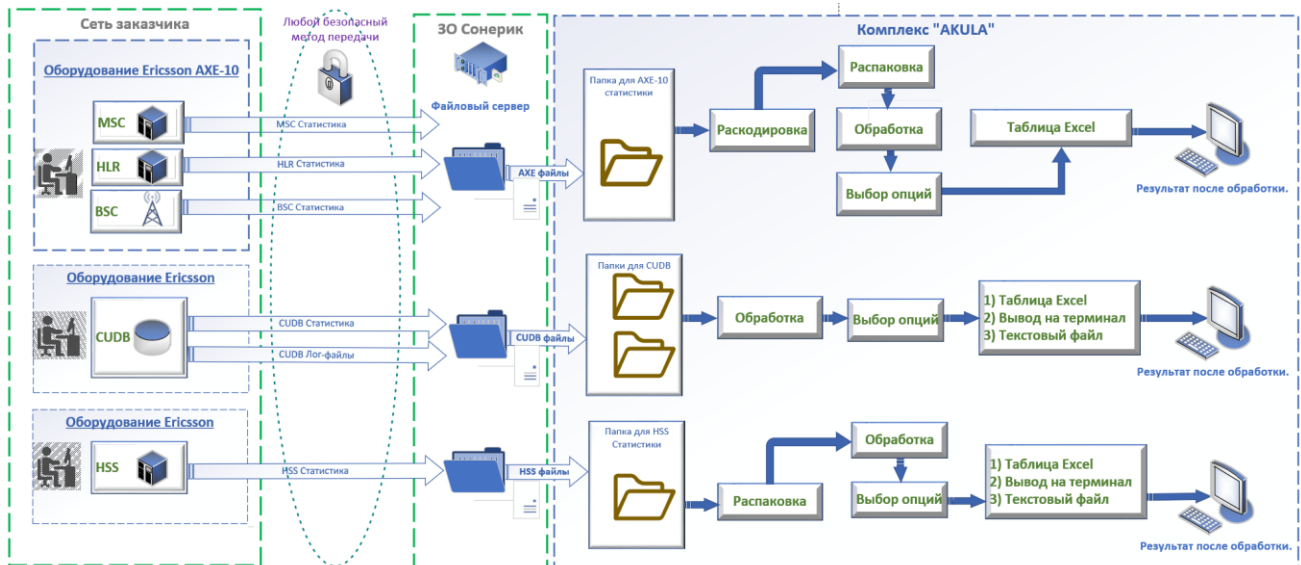 Сеть заказчика
Оборудование Ericsson AXE-10
MSC
HLR
BSC
Оборудование Ericsson
CUDB
Оборудование Ericsson
HSS
Любой безопасный
метод передачи
MSC Статистика
HLR Статистика
BSC Статистика
CUDB Статистика
CUDB Лог-файлы
HSS Статистика
ЗО Сонерик
Файловый сервер
AXE файлы
CUDB файлы
HSS файлы
Комплекс "AKULA"
Папка для AXE-10
статистики
Раскодировка
Распаковка
Обработка
Выбор опций
Таблица Excel
Результат после обработки.
Папки для CUDB
Обработка
Выбор опций
1) Таблица Excel
2) Вывод на терминал
3) Текстовый файл
Результат после обработки.
Папка для HSS
Статистики
Распаковка
Обработка
Выбор опций
1) Таблица Excel
2) Вывод на терминал
3) Текстовый файл
Результат после обработки.